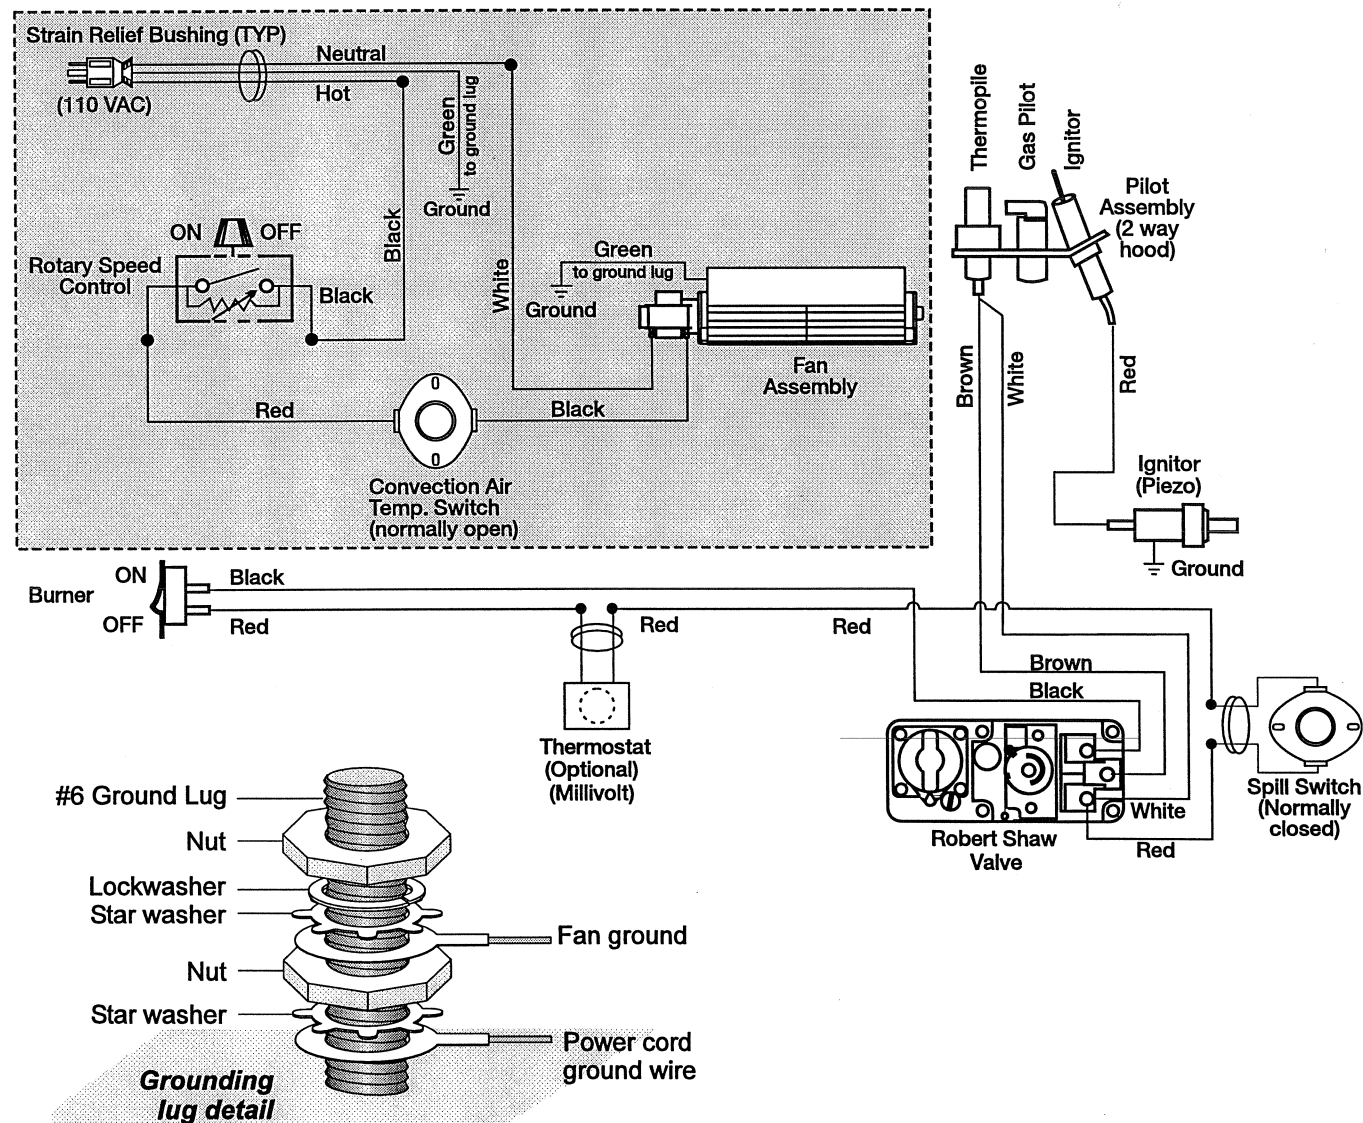 Strain Relief Bushing (TYP)
Neutral
(110 VAC)
Hot
Green
to ground lug
Ground
Black
White
ON
OFF
Rotary Speed
Control
Black
Green
to ground lug
Ground
Fan
Assembly
Red
Black
Convection Air
Temp. Switch
(normally open)
Thermopile
Gas Pilot
Ignitor
Pilot
Assembly
(2 way
hood)
Brown
White
Red
Ignitor
(Piezo)
Ground
ON
Burner
OFF
Black
Red
Red
Red
Thermostat
(Optional)
(Millivolt)
Brown
Black
White
Red
Robert Shaw
Valve
Spill Switch
(Normally
closed)
#6 Ground Lug
Nut
Lockwasher
Star washer
Fan ground
Nut
Star washer
Power cord
ground wire
Grounding
lug detail